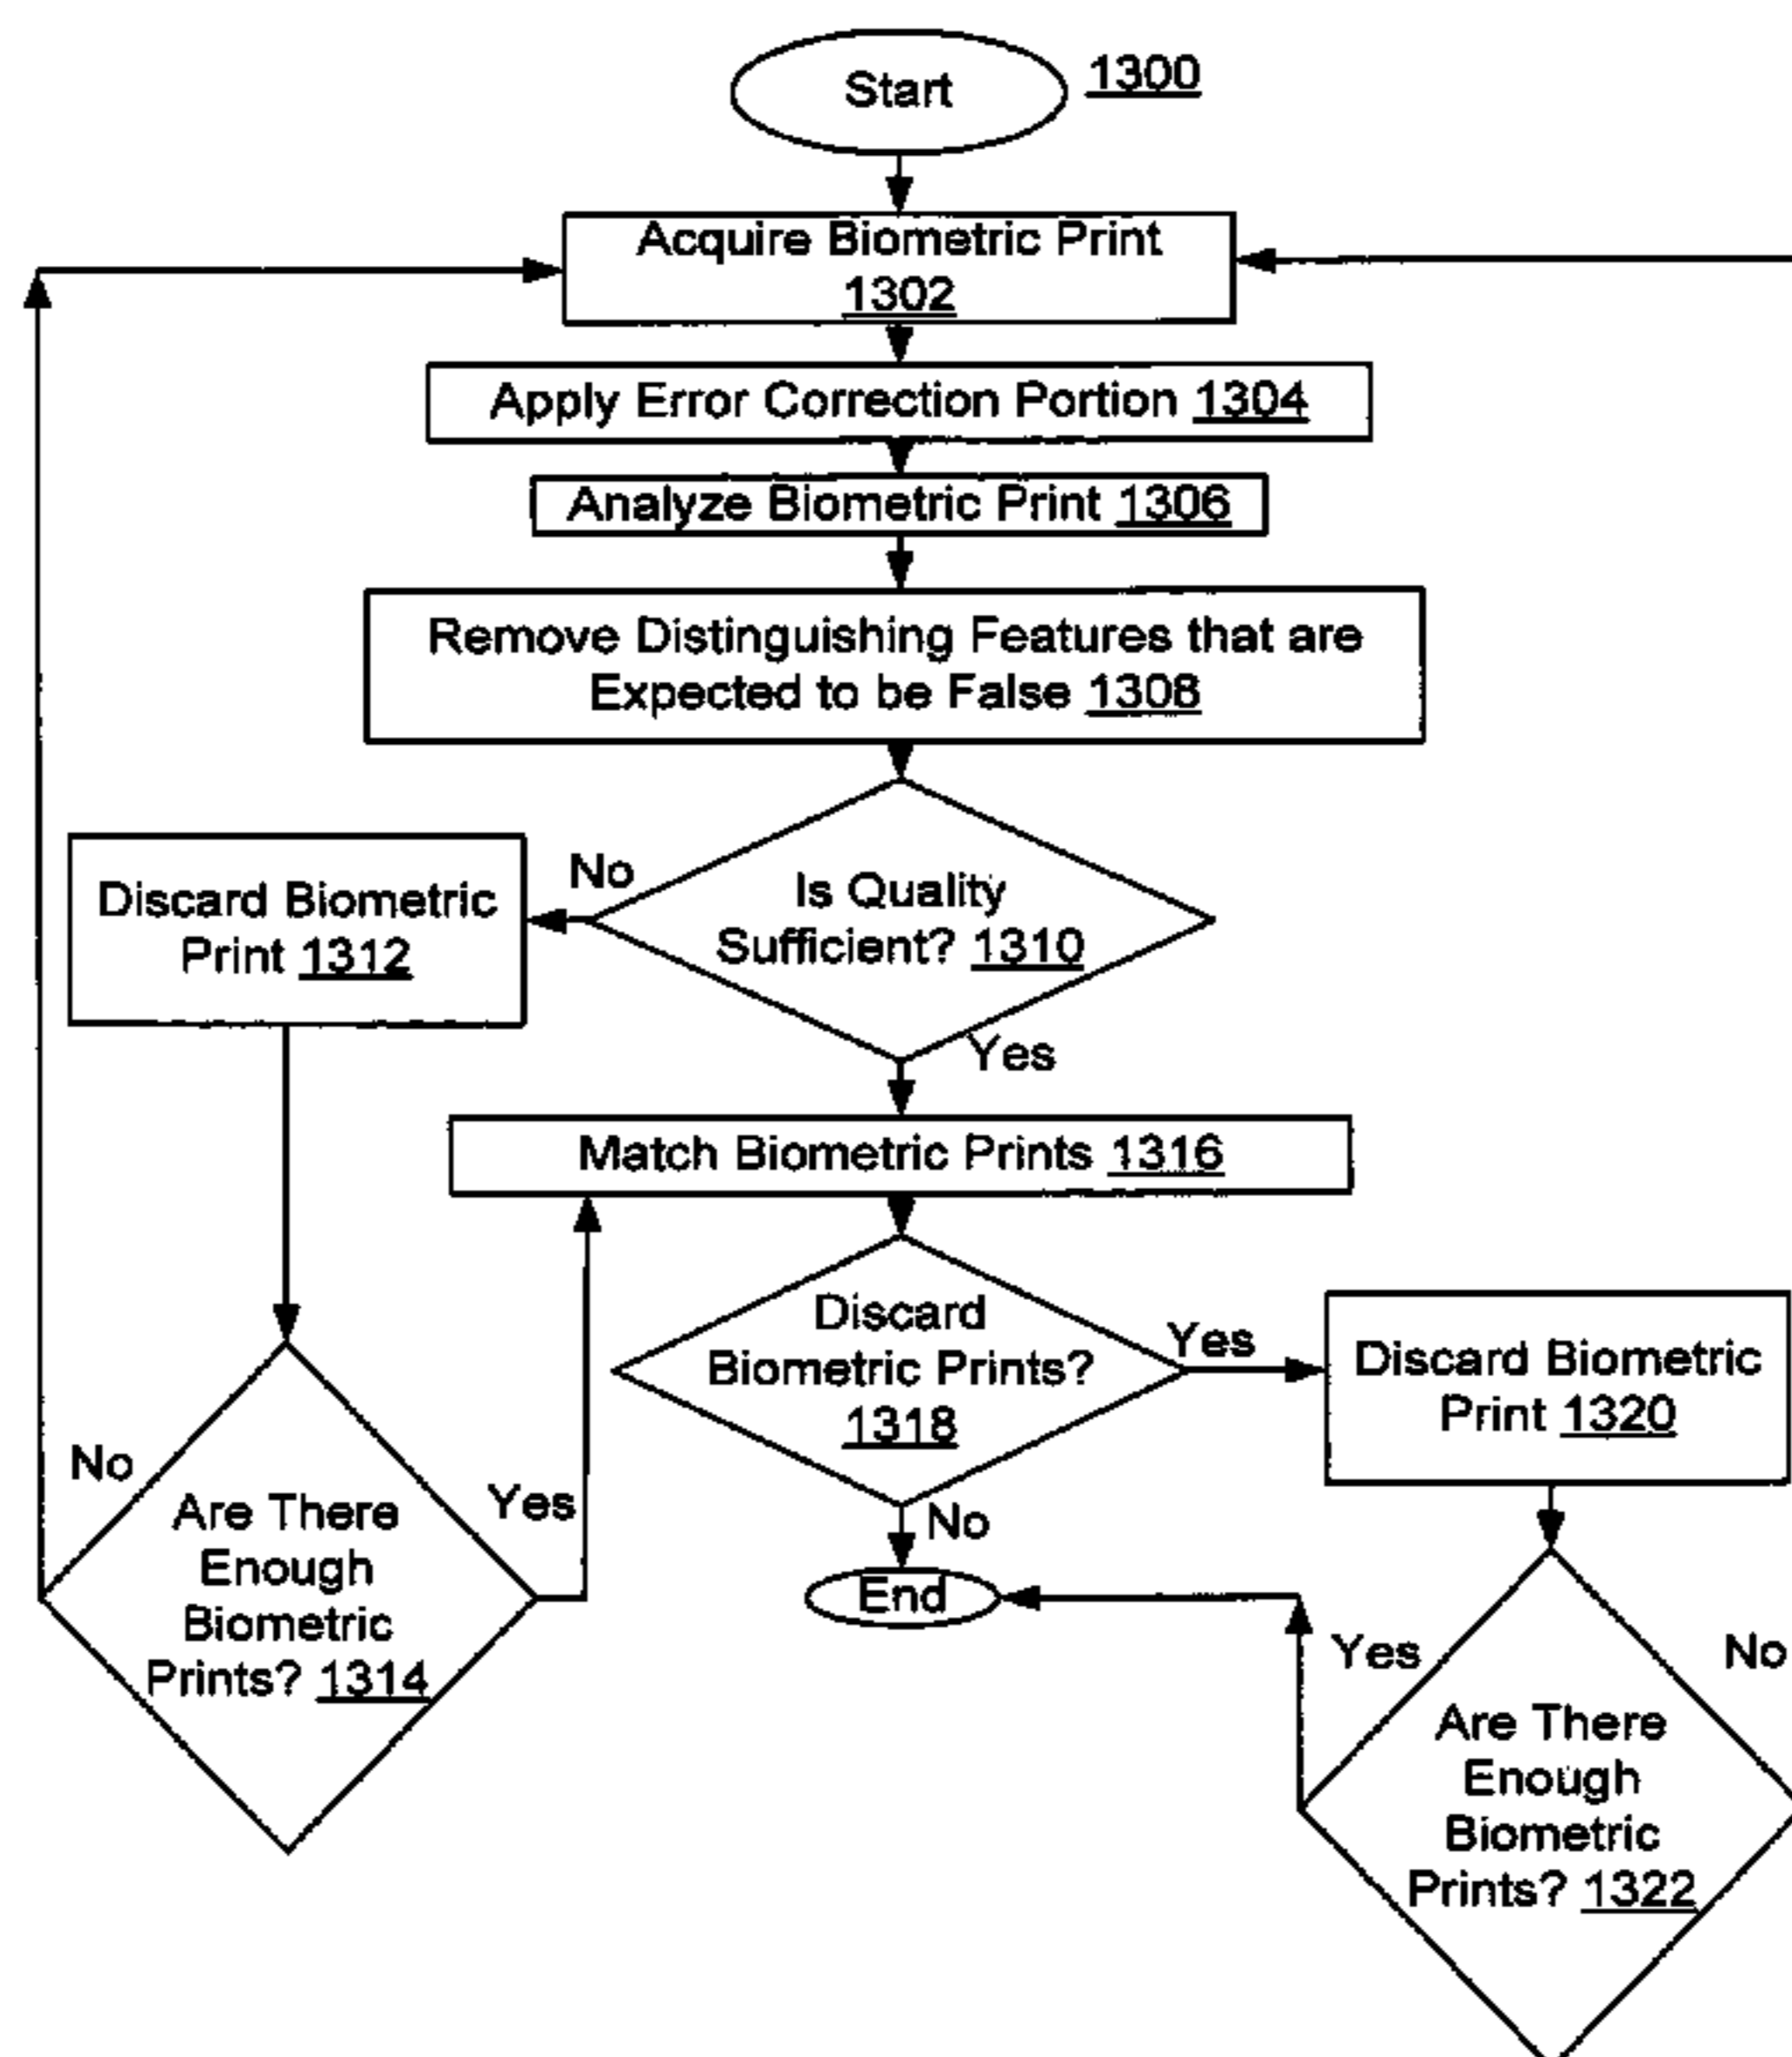 Start
1300
Acquire Biometric Print
1302
Apply Error Correction Portion 1304
Analyze Biometric Print 1306
Remove Distinguishing Features that are
Expected to be False 1308
No
Is Quality
Sufficient? 1310
Discard Biometric
Print 1312
Yes
Match Biometric Prints 1316
Discard
Biometric Prints?
1318
Yes
Discard Biometric
Print 1320
No
Are There
Enough
Biometric
Prints? 1314
Yes
No
End
Yes
No
Are There
Enough
Biometric
Prints? 1322